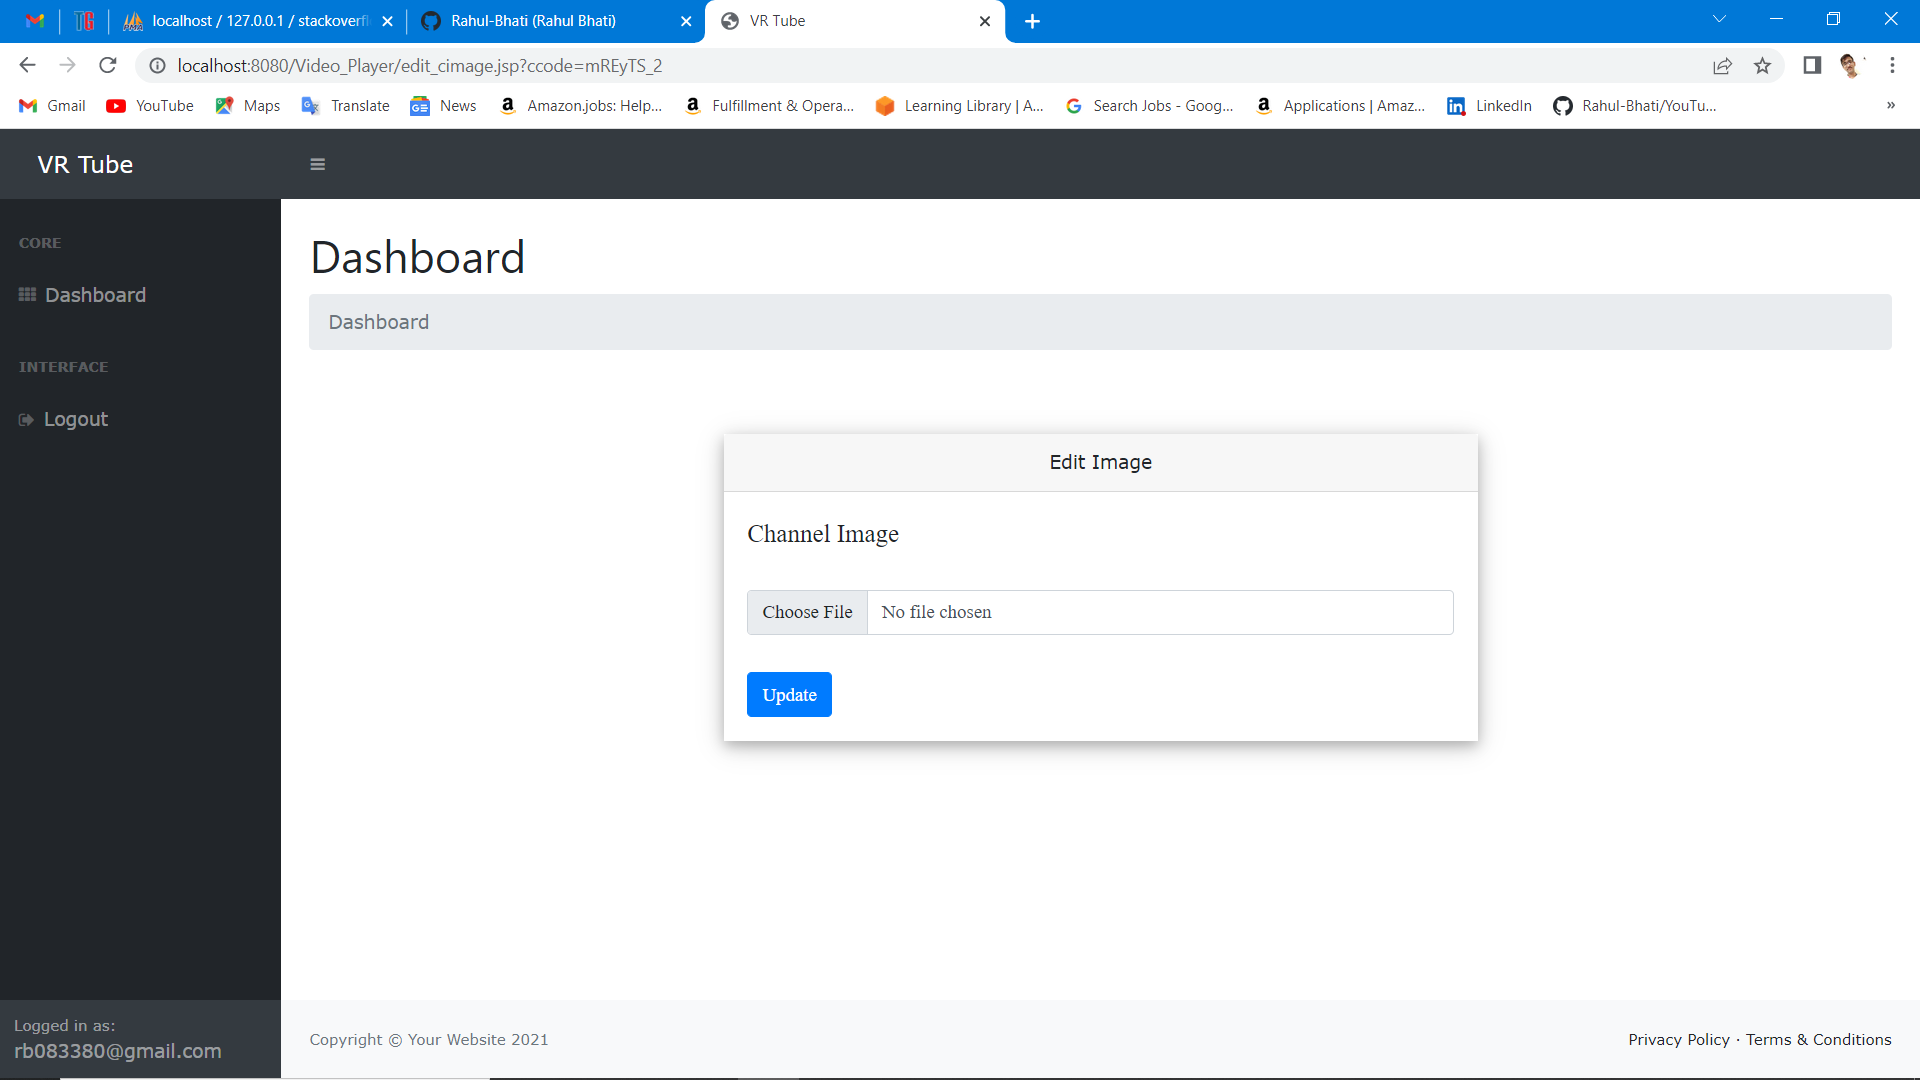 localhost / 127.0.0.1 / stackoverfl
Rahul-Bhati (Rahul Bhati)
VR Tube
localhost:8080/Video_Player/edit_cimage.jsp?ccode=mREyTS_2
Gmail
YouTube
Maps
Translate
News
Amazon.jobs: Help...
Fulfillment & Opera...
Learning Library | A...
Search Jobs - Goog...
Applications | Amaz...
LinkedIn
Rahul-Bhati/YouTu...
»
VR Tube
CORE
Dashboard
INTERFACE
Logout
Dashboard
Dashboard
Edit Image
Channel Image
Choose File No file chosen
Update
Logged in as:
rb083380@gmail.com
Copyright © Your Website 2021
Privacy Policy · Terms & Conditions